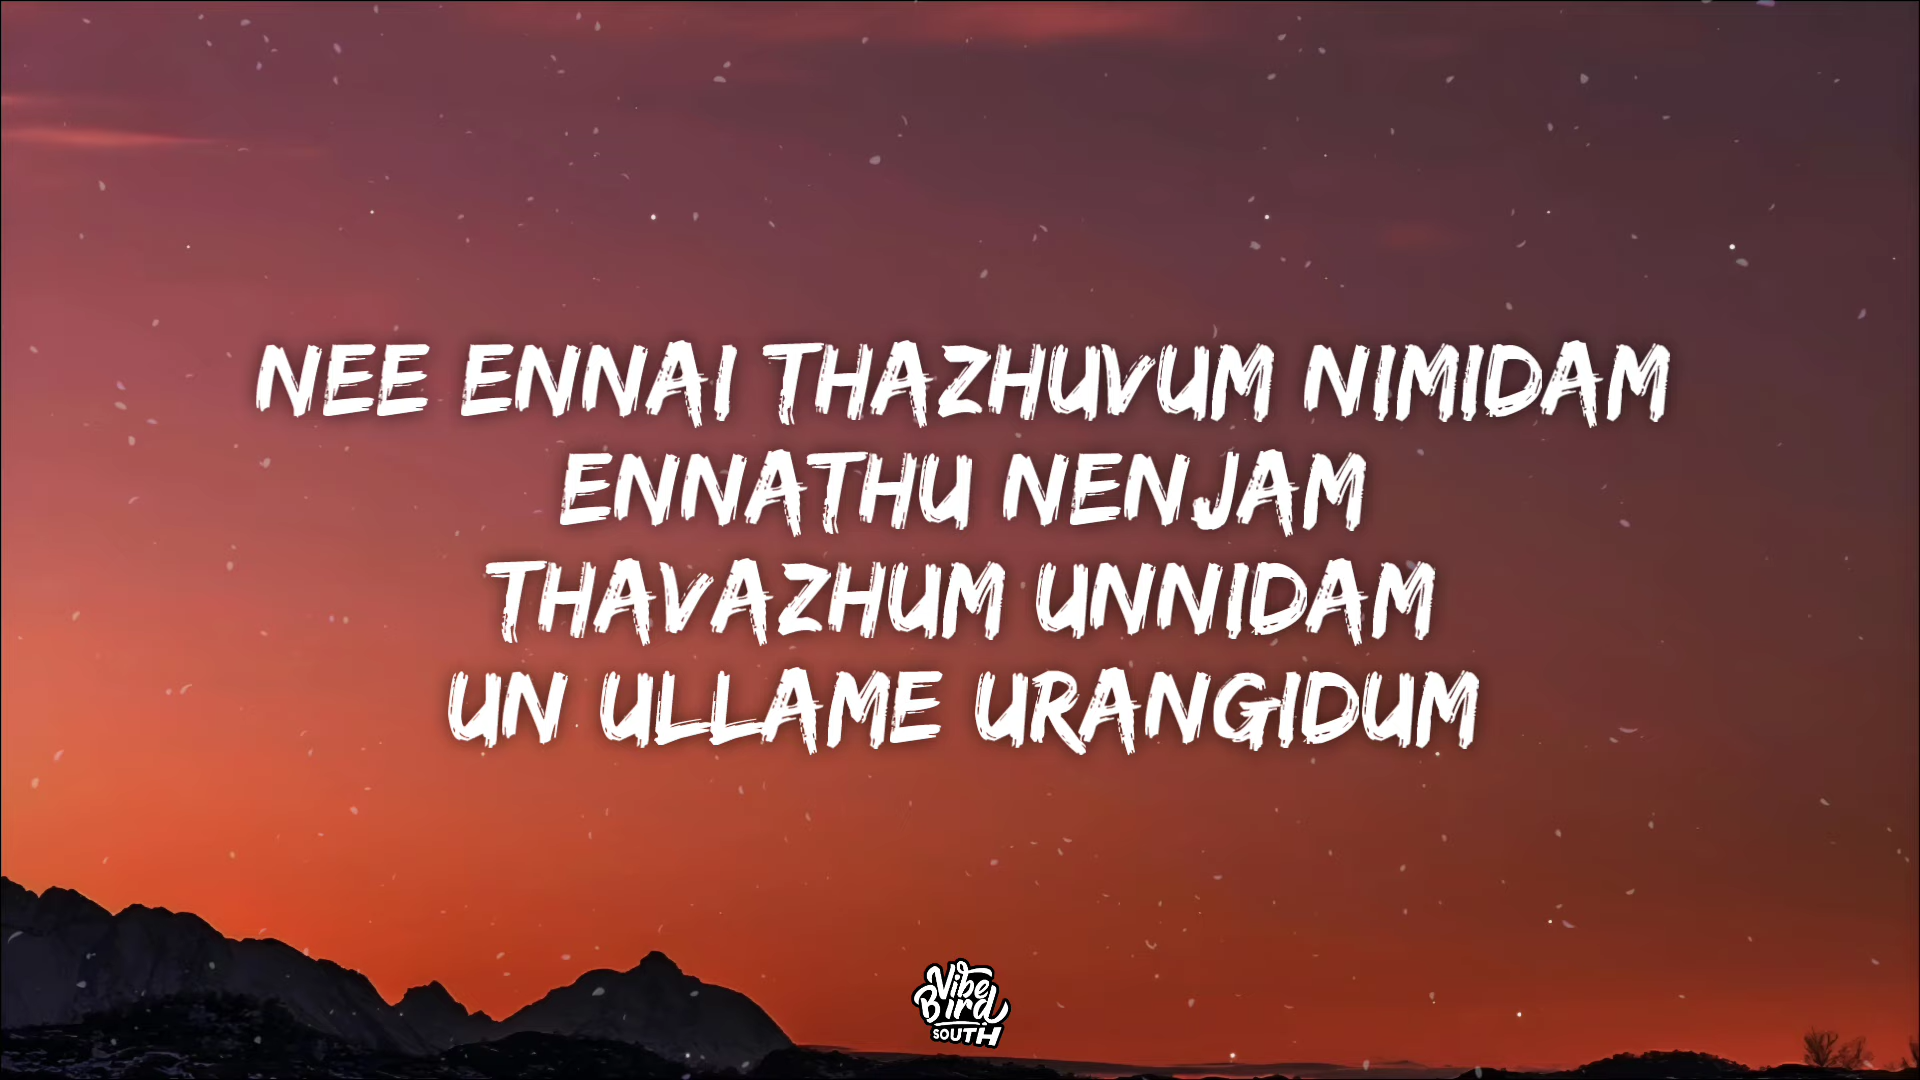 NEE ENNAI THAZHUVUM NIMIDAM
ENNATHU NENJAM
THAVAZHUM UNNIDAM
UN ULLAME URANGIDUM
Vibe
Bird
SOUTH